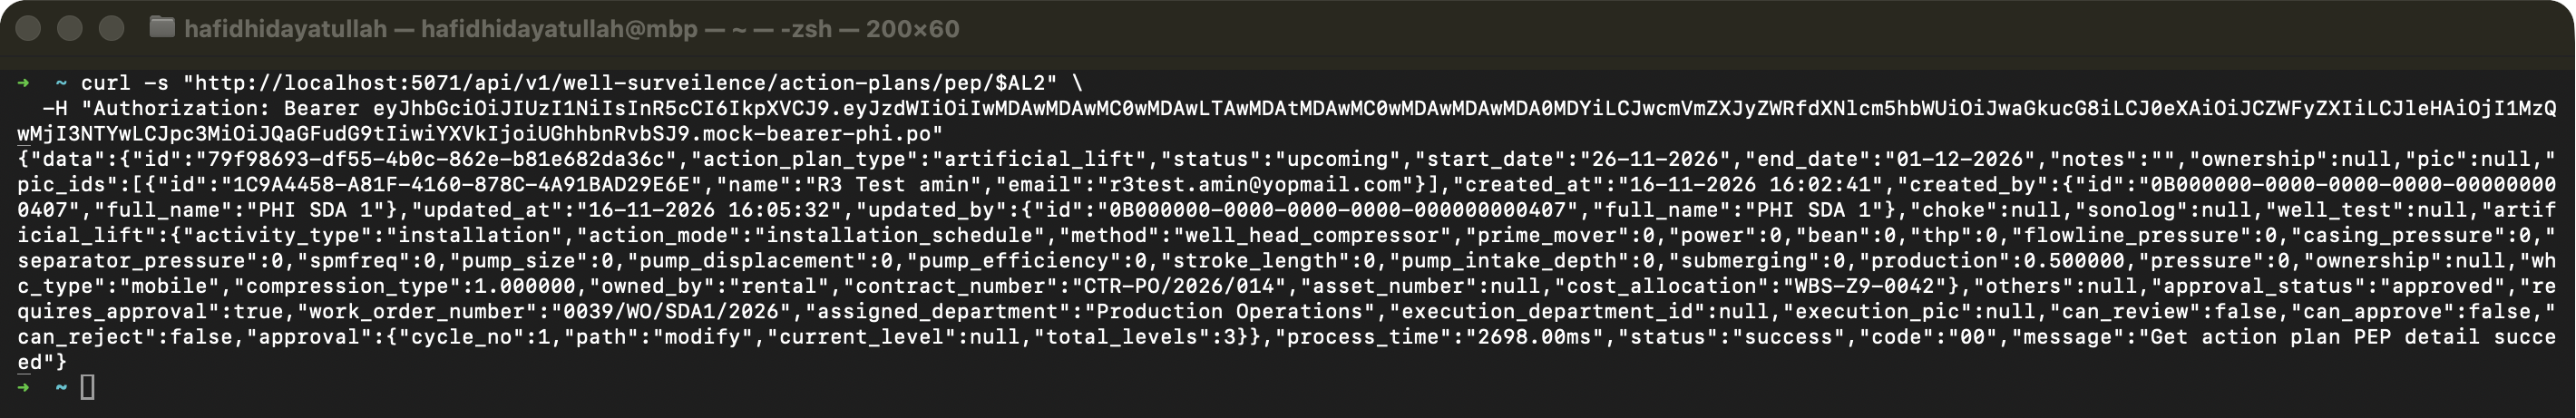 hafidhidayatullah — hafidhidayatullah@mbp — ~ — -zsh — 200×60
→ ~ curl -s "http://localhost:5071/api/v1/well-surveilence/action-plans/pep/$AL2" \
-H "Authorization: Bearer eyJhbGciOiJIUzI1NiIsInR5cCI6IkpXVCJ9.eyJzdWIiOiIwMDAwMDAwMC0wMDAwLTAwMDAtMDAwMC0wMDAwMDAwMDA0MDYiLCJwcmVmZXJyZWRfdXNlcm5hbWUiOiJwaGkucG8iLCJ0eXAiOiJCZWFyZXIiLCJleHAiOjI1MzQ
wMjI3NTYwLCJpc3MiOiJQaGFudG9tIiwiYXVkIjoiUGhhbnRvbSJ9.mock-bearer-phi.po"
{"data":{"id":"79f98693-df55-4b0c-862e-b81e682da36c","action_plan_type":"artificial_lift","status":"upcoming","start_date":"26-11-2026","end_date":"01-12-2026","notes":"","ownership":null,"pic":null,"
pic_ids":[{"id":"1C9A4458-A81F-4160-878C-4A91BAD29E6E","name":"R3 Test amin","email":"r3test.amin@yopmail.com"}],"created_at":"16-11-2026 16:02:41","created_by":{"id":"0B000000-0000-0000-0000-00000000
0407","full_name":"PHI SDA 1"},"updated_at":"16-11-2026 16:05:32","updated_by":{"id":"0B000000-0000-0000-0000-000000000407","full_name":"PHI SDA 1"},"choke":null,"sonolog":null,"well_test":null,"artif
icial_lift":{"activity_type":"installation","action_mode":"installation_schedule","method":"well_head_compressor","prime_mover":0,"power":0,"bean":0,"thp":0,"flowline_pressure":0,"casing_pressure":0,"
separator_pressure":0,"spmfreq":0,"pump_size":0,"pump_displacement":0,"pump_efficiency":0,"stroke_length":0,"pump_intake_depth":0,"submerging":0,"production":0.500000,"pressure":0,"ownership":null,"wh
c_type":"mobile","compression_type":1.000000,"owned_by":"rental","contract_number":"CTR-PO/2026/014","asset_number":null,"cost_allocation":"WBS-Z9-0042"},"others":null,"approval_status":"approved","re
quires_approval":true,"work_order_number":"0039/WO/SDA1/2026","assigned_department":"Production Operations","execution_department_id":null,"execution_pic":null,"can_review":false,"can_approve":false,"
can_reject":false,"approval":{"cycle_no":1,"path":"modify","current_level":null,"total_levels":3}},"process_time":"2698.00ms","status":"success","code":"00","message":"Get action plan PEP detail succe
ed"}
→ ~